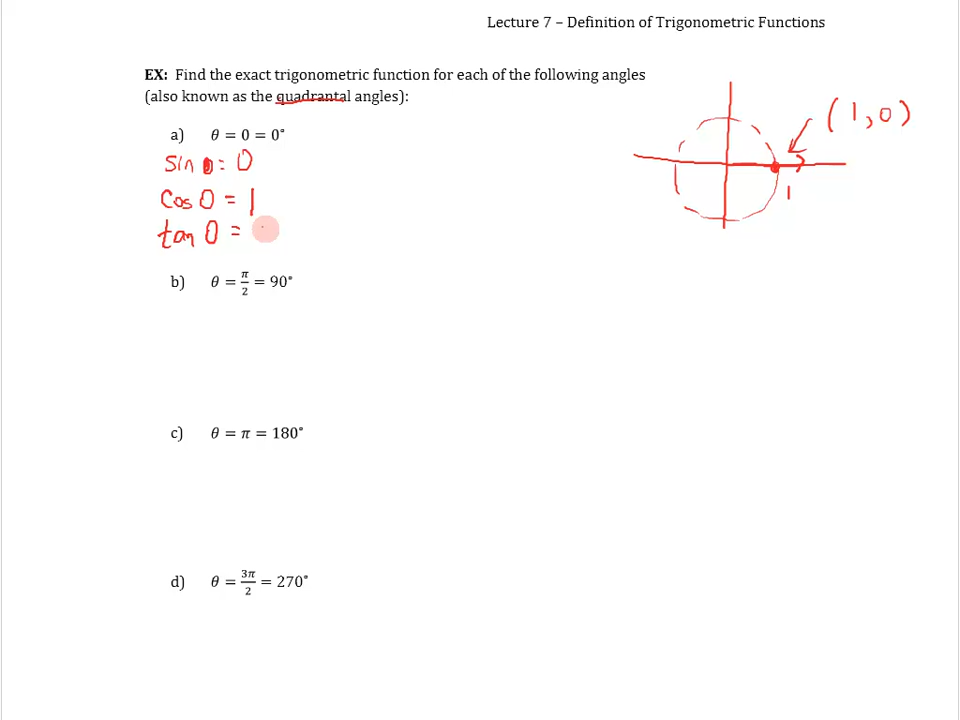 Lecture 7 – Definition of Trigonometric Functions
EX: Find the exact trigonometric function for each of the following angles
(also known as the quadrantal angles):
(1,0)
a) θ = 0 = 0°
sin 0 = 0
1
cos 0 = 1
tan 0 =
b) θ = π/2 = 90°
c) θ = π = 180°
d) θ = 3π/2 = 270°